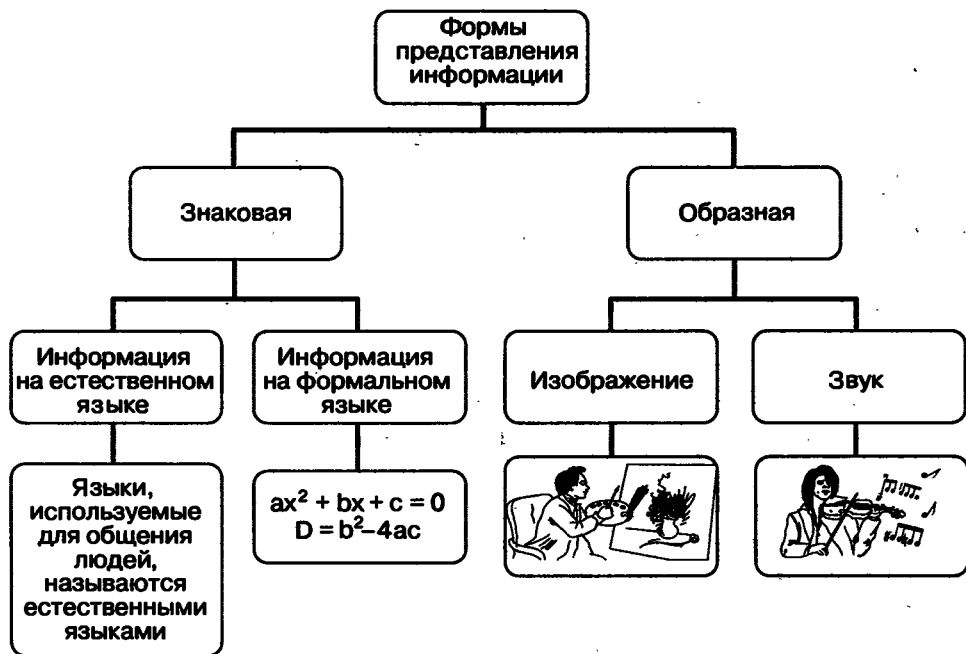 Формы
представления
информации
Знаковая
Образная
Информация
на естественном
языке
Информация
на формальном
языке
Изображение
Звук
Языки,
используемые
для общения
людей,
называются
естественными
языками
ax² + bx + c = 0
D = b²–4ac